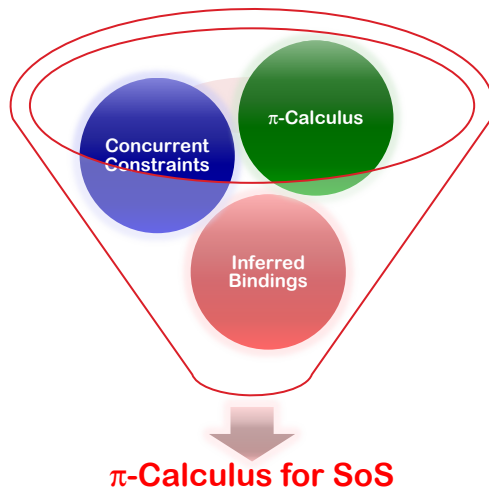 π-Calculus
Concurrent
Constraints
Inferred
Bindings
π-Calculus for SoS